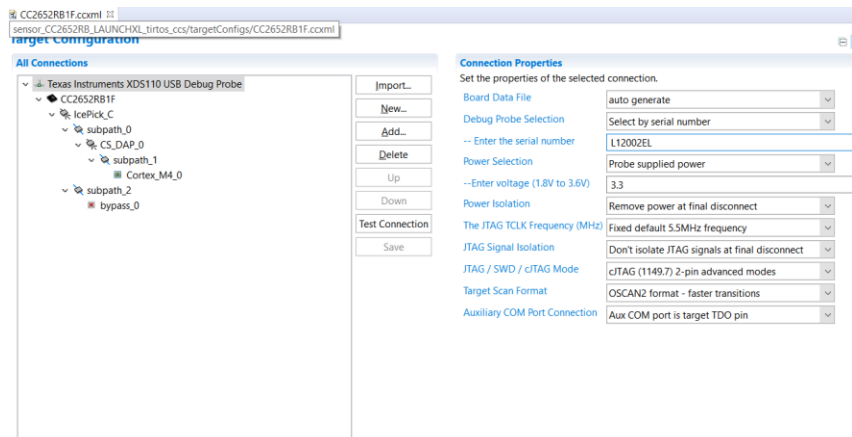 CC2652RB1F.ccxml
sensor_CC2652RB_LAUNCHXL_tirtos_ccs/targetConfigs/CC2652RB1F.ccxml
Target Configuration
All Connections
Texas Instruments XDS110 USB Debug Probe
CC2652RB1F
IcePick_C
subpath_0
CS_DAP_0
subpath_1
Cortex_M4_0
subpath_2
bypass_0
Import...
New...
Add...
Delete
Up
Down
Test Connection
Save
Connection Properties
Set the properties of the selected connection.
Board Data File auto generate
Debug Probe Selection Select by serial number
-- Enter the serial number L12002EL
Power Selection Probe supplied power
--Enter voltage (1.8V to 3.6V) 3.3
Power Isolation Remove power at final disconnect
The JTAG TCLK Frequency (MHz) Fixed default 5.5MHz frequency
JTAG Signal Isolation Don't isolate JTAG signals at final disconnect
JTAG / SWD / cJTAG Mode cJTAG (1149.7) 2-pin advanced modes
Target Scan Format OSCAN2 format - faster transitions
Auxiliary COM Port Connection Aux COM port is target TDO pin